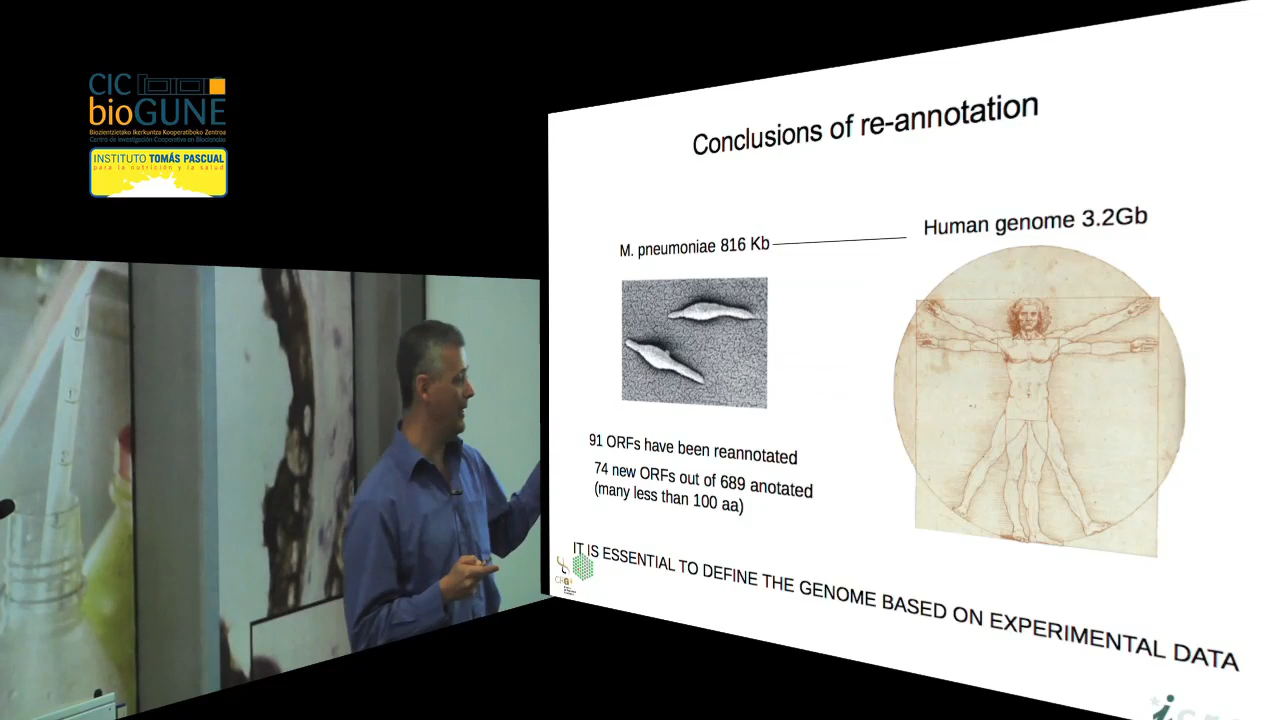 CIC
bioGUNE
Biozientzietako Ikerkuntza Kooperatiboko Zentroa
Centro de Investigación Cooperativa en Biociencias
INSTITUTO TOMÁS PASCUAL
para la nutrición y la salud
Conclusions of re-annotation
M. pneumoniae 816 Kb
Human genome 3.2Gb
91 ORFs have been reannotated
74 new ORFs out of 689 anotated
(many less than 100 aa)
IT IS ESSENTIAL TO DEFINE THE GENOME BASED ON EXPERIMENTAL DATA
CRG